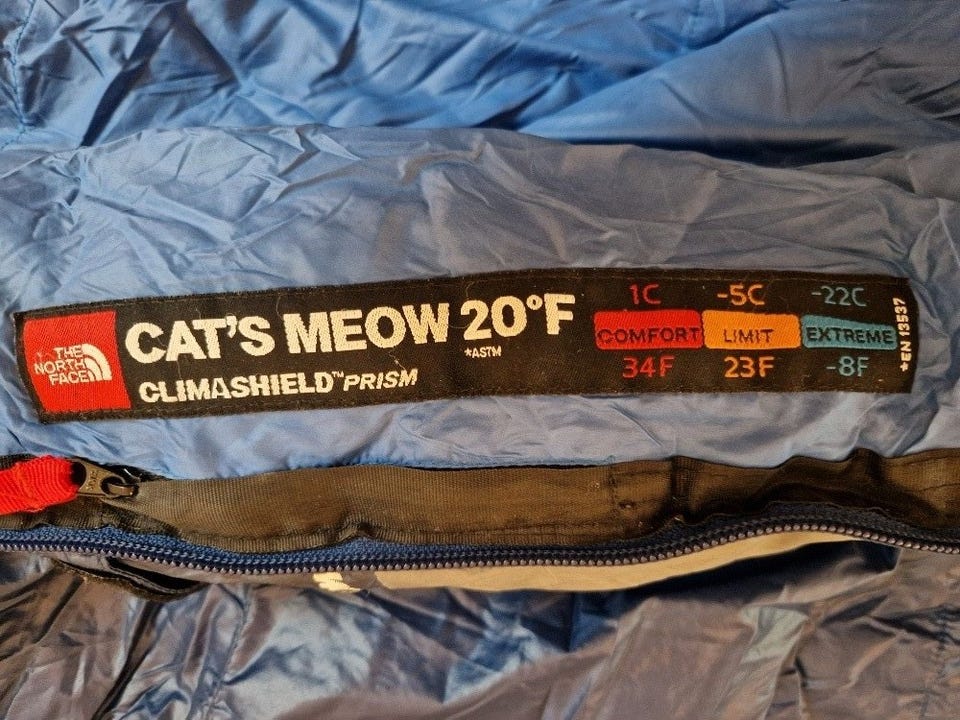 THE
NORTH
FACE
CAT'S MEOW 20°F
*ASTM
CLIMASHIELD™ PRISM
1C -5C -22C
COMFORT LIMIT EXTREME
34F 23F -8F
*EN 13537